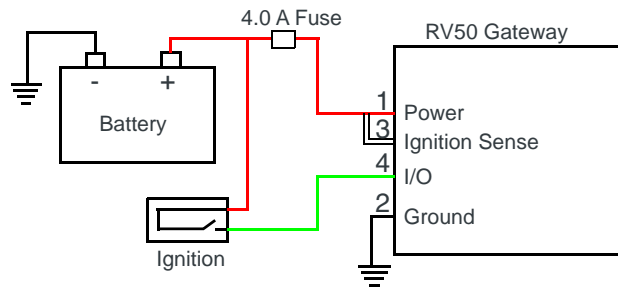 4.0 A Fuse
RV50 Gateway
- +
Battery
1 Power
3 Ignition Sense
4 I/O
2 Ground
Ignition